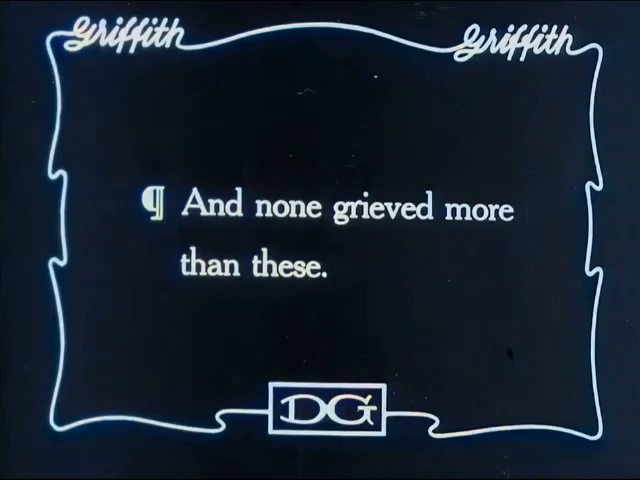 Griffith Griffith
¶ And none grieved more
than these.
DG